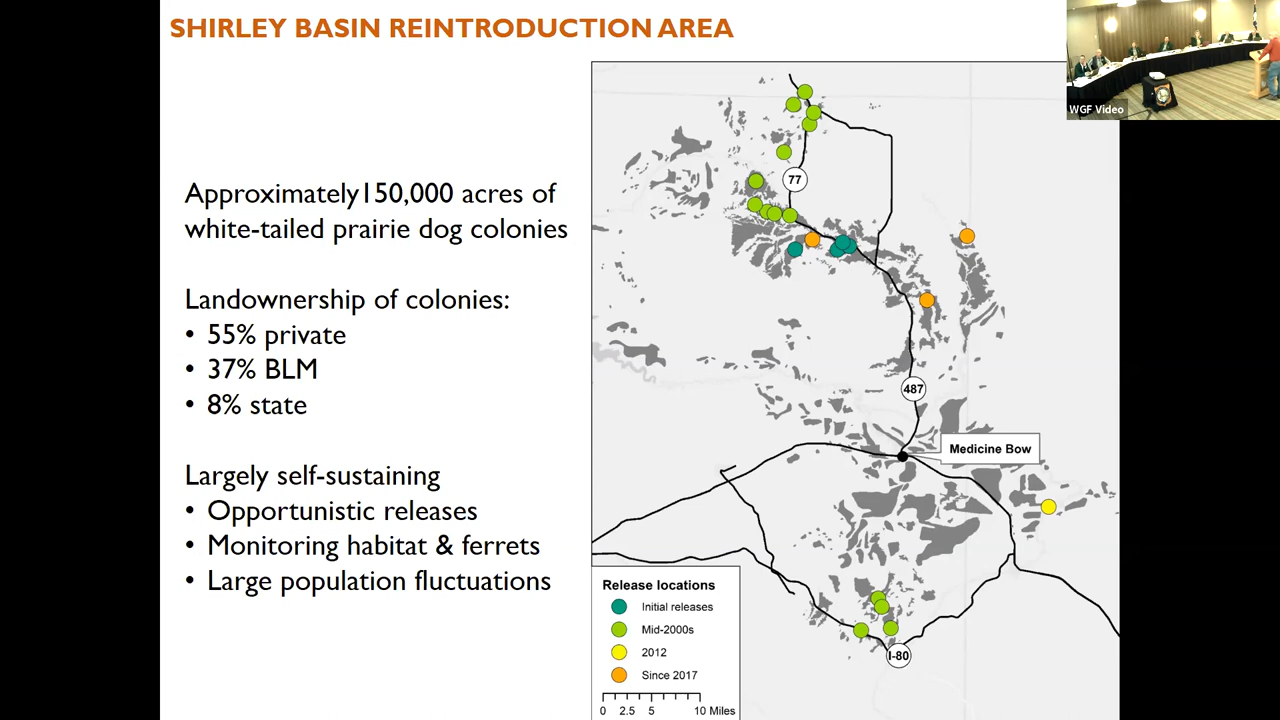 SHIRLEY BASIN REINTRODUCTION AREA
WGF Video
Approximately150,000 acres of
white-tailed prairie dog colonies
Landownership of colonies:
• 55% private
• 37% BLM
• 8% state
Largely self-sustaining
• Opportunistic releases
• Monitoring habitat & ferrets
• Large population fluctuations
77
487
Medicine Bow
I-80
Release locations
Initial releases
Mid-2000s
2012
Since 2017
0 2.5 5 10 Miles